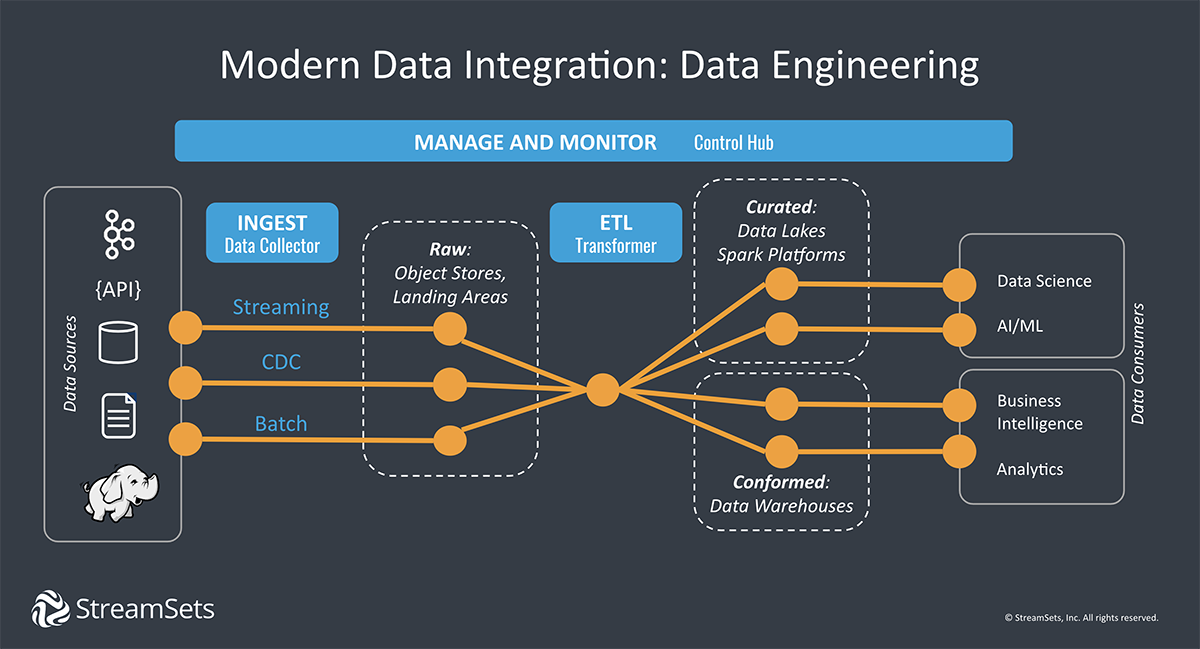 Modern Data Integration: Data Engineering
MANAGE AND MONITOR Control Hub
Data Sources
{API}
INGEST
Data Collector
Streaming
CDC
Batch
Raw:
Object Stores,
Landing Areas
ETL
Transformer
Curated:
Data Lakes
Spark Platforms
Conformed:
Data Warehouses
Data Science
AI/ML
Business
Intelligence
Analytics
Data Consumers
StreamSets
© StreamSets, Inc. All rights reserved.